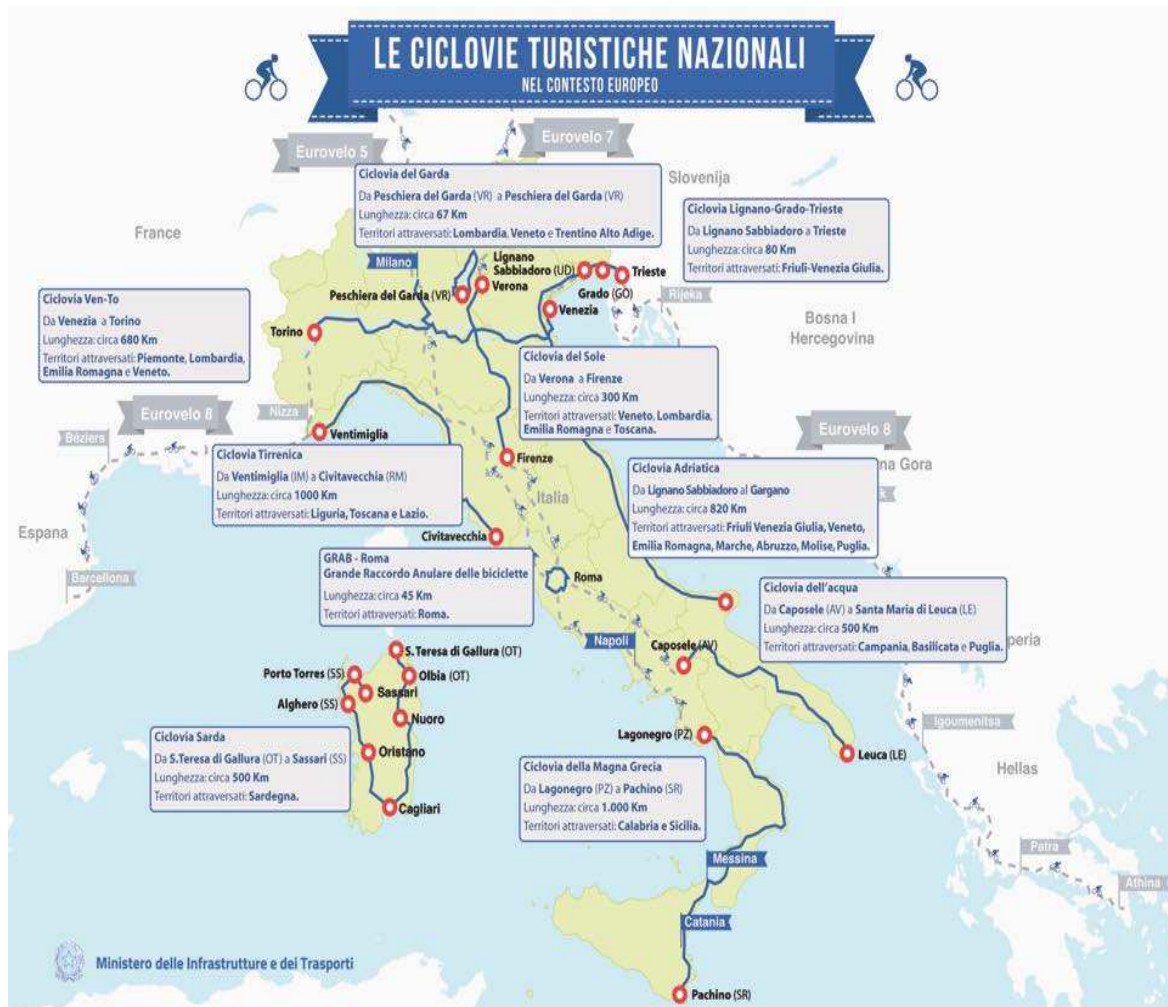 LE CICLOVIE TURISTICHE NAZIONALI
NEL CONTESTO EUROPEO
Eurovelo 5
Eurovelo 7
Ciclovia del Garda
Da Peschiera del Garda (VR) a Peschiera del Garda (VR)
Lunghezza: circa 67 Km
Territori attraversati: Lombardia, Veneto e Trentino Alto Adige.
Slovenija
Ciclovia Lignano-Grado-Trieste
Da Lignano Sabbiadoro a Trieste
Lunghezza: circa 80 Km
Territori attraversati: Friuli-Venezia Giulia.
France
Milano
Lignano
Sabbiadoro (UD)
Trieste
Verona
Grado (GO)
Peschiera del Garda (VR)
Venezia
Rijeka
Bosna I
Hercegovina
Ciclovia Ven-To
Da Venezia a Torino
Lunghezza: circa 680 Km
Territori attraversati: Piemonte, Lombardia,
Emilia Romagna e Veneto.
Torino
Ciclovia del Sole
Da Verona a Firenze
Lunghezza: circa 300 Km
Territori attraversati: Veneto, Lombardia,
Emilia Romagna e Toscana.
Nizza
Eurovelo 8
Béziers
Ventimiglia
Eurovelo 8
Ciclovia Tirrenica
Da Ventimiglia (IM) a Civitavecchia (RM)
Lunghezza: circa 1000 Km
Territori attraversati: Liguria, Toscana e Lazio.
Firenze
Italia
na Gora
Ciclovia Adriatica
Da Lignano Sabbiadoro al Gargano
Lunghezza: circa 820 Km
Territori attraversati: Friuli Venezia Giulia, Veneto,
Emilia Romagna, Marche, Abruzzo, Molise, Puglia.
Espana
Civitavecchia
Barcellona
GRAB - Roma
Grande Raccordo Anulare delle biciclette
Lunghezza: circa 45 Km
Territori attraversati: Roma.
Roma
Ciclovia dell'acqua
Da Caposele (AV) a Santa Maria di Leuca (LE)
Lunghezza: circa 500 Km
Territori attraversati: Campania, Basilicata e Puglia.
peria
Napoli
Caposele (AV)
S.Teresa di Gallura (OT)
Porto Torres (SS)
Olbia (OT)
Sassari
Alghero (SS)
Nuoro
Igoumenitsa
Lagonegro (PZ)
Leuca (LE)
Ciclovia Sarda
Da S.Teresa di Gallura (OT) a Sassari (SS)
Lunghezza: circa 500 Km
Territori attraversati: Sardegna.
Oristano
Cagliari
Ciclovia della Magna Grecia
Da Lagonegro (PZ) a Pachino (SR)
Lunghezza: circa 1.000 Km
Territori attraversati: Calabria e Sicilia.
Hellas
Messina
Patra
Athina
Catania
Ministero delle Infrastrutture e dei Trasporti
Pachino (SR)